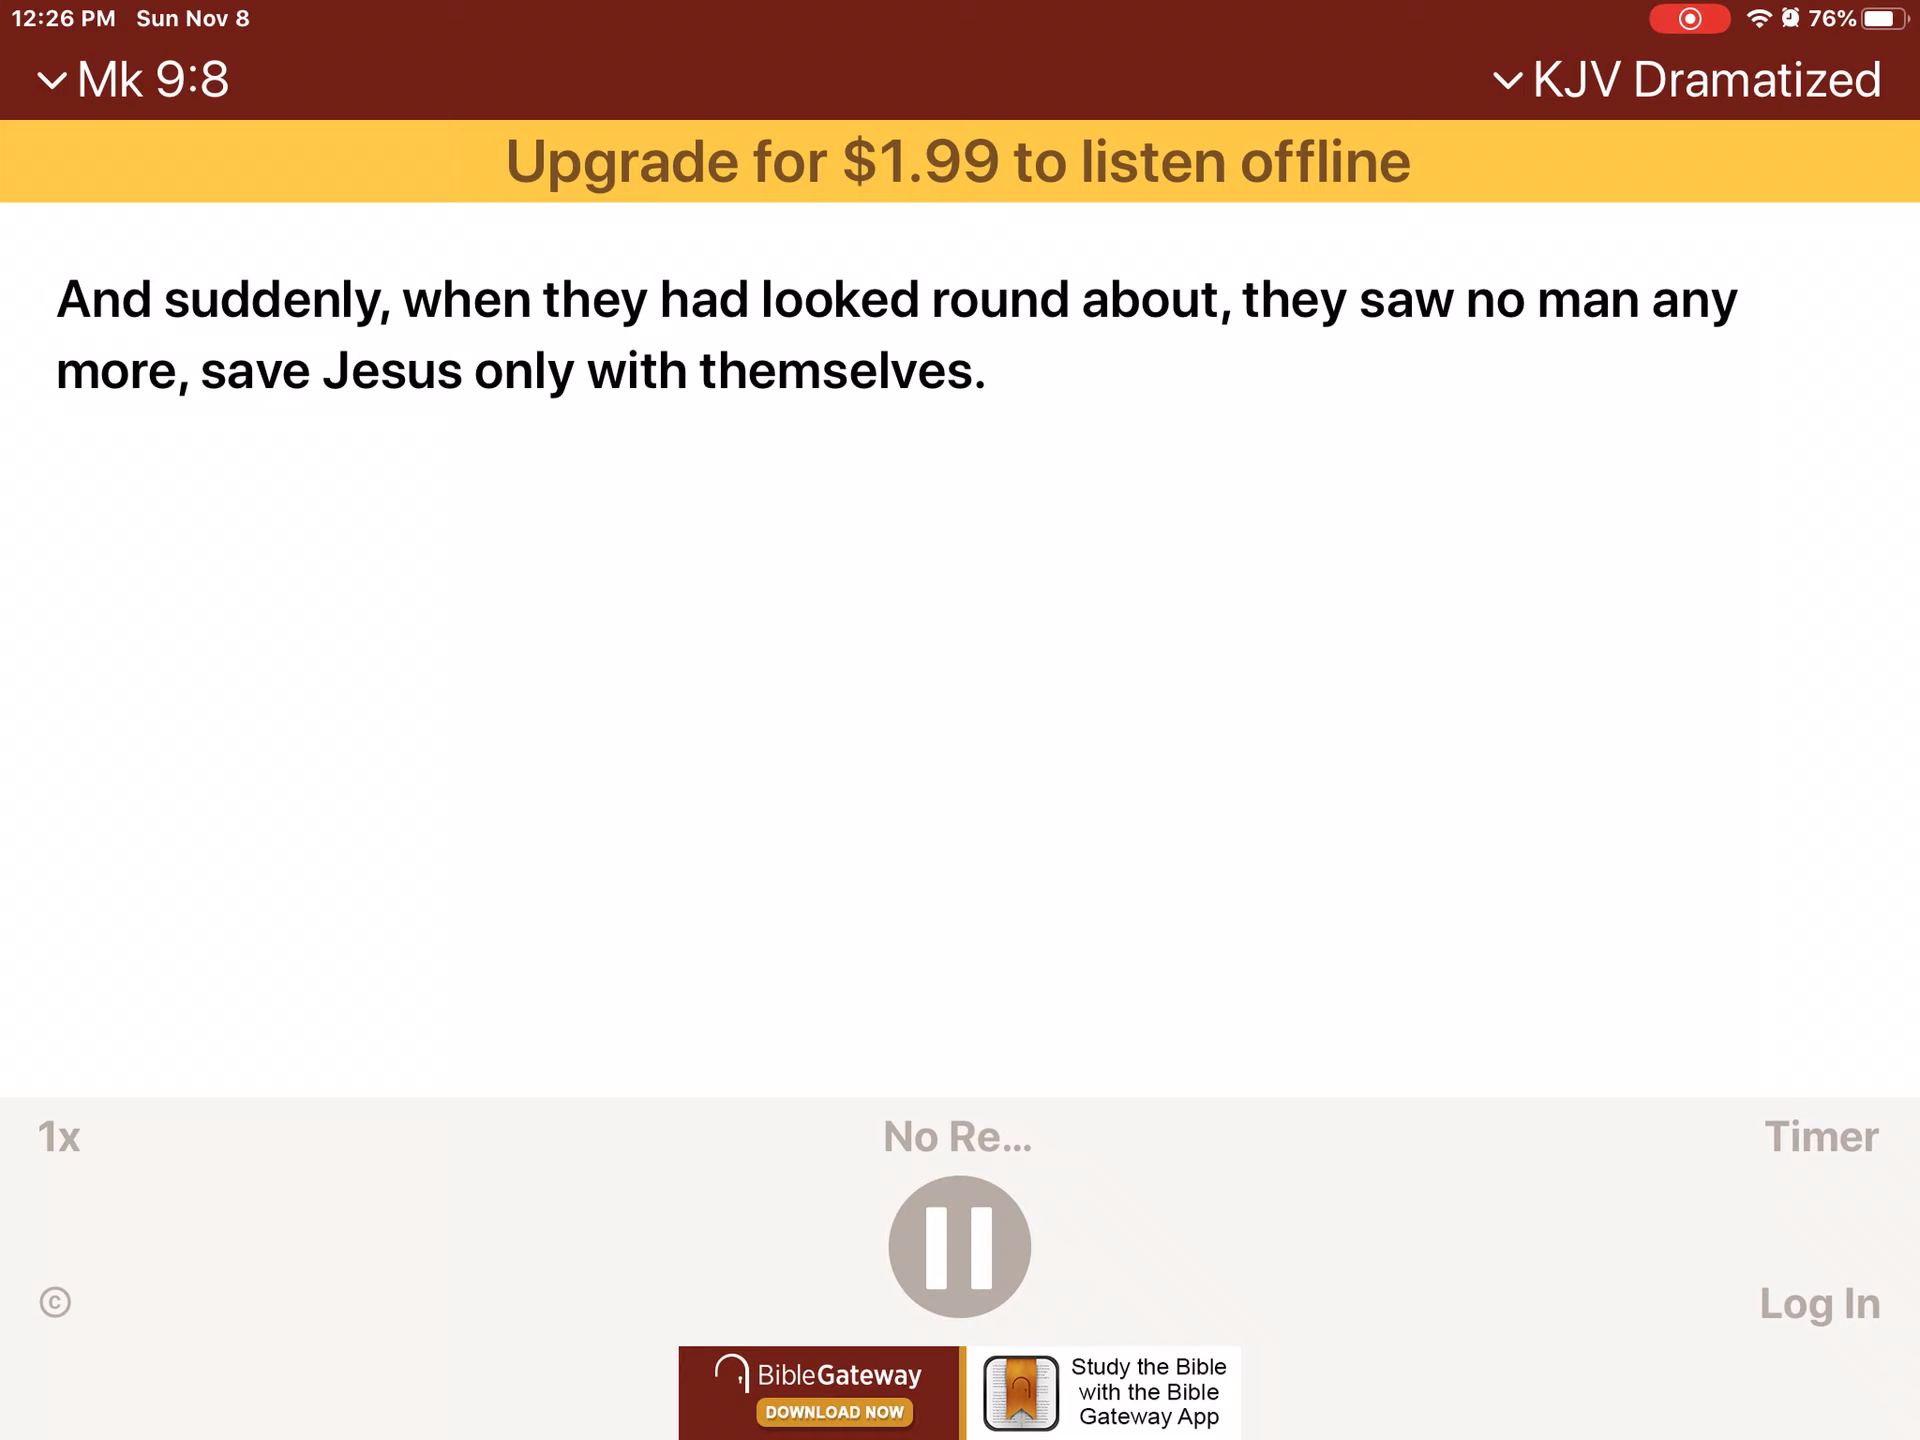 12:26 PM Sun Nov 8 76%
Mk 9:8 KJV Dramatized
Upgrade for $1.99 to listen offline
And suddenly, when they had looked round about, they saw no man any
more, save Jesus only with themselves.
1x No Re... Timer
© Log In
BibleGateway
DOWNLOAD NOW
Study the Bible
with the Bible
Gateway App